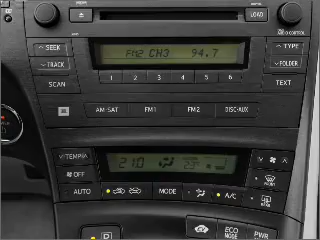 LOAD
SEEK
FM2 CH3 94.7
TYPE
TRACK
FOLDER
1 2 3 4 5 6
SCAN
TEXT
AM·SAT FM1 FM2 DISC·AUX
TEMP
21.0
OFF
AUTO
MODE
A/C
ECO
MODE
PWR
P